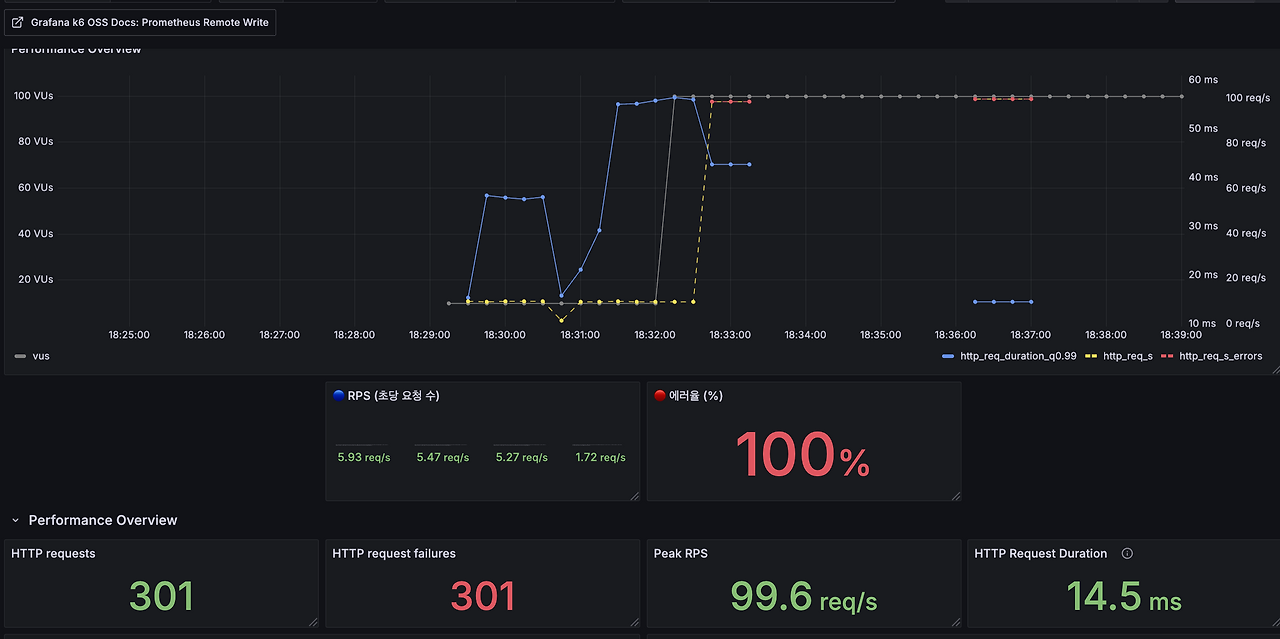 Grafana k6 OSS Docs: Prometheus Remote Write
Performance Overview
100 VUs
80 VUs
60 VUs
40 VUs
20 VUs
60 ms
50 ms
40 ms
30 ms
20 ms
10 ms
100 req/s
80 req/s
60 req/s
40 req/s
20 req/s
0 req/s
18:25:00 18:26:00 18:27:00 18:28:00 18:29:00 18:30:00 18:31:00 18:32:00 18:33:00 18:34:00 18:35:00 18:36:00 18:37:00 18:38:00 18:39:00
vus
http_req_duration_q0.99 http_req_s http_req_s_errors
RPS (초당 요청 수)
5.93 req/s 5.47 req/s 5.27 req/s 1.72 req/s
에러율 (%)
100%
Performance Overview
HTTP requests
301
HTTP request failures
301
Peak RPS
99.6 req/s
HTTP Request Duration
14.5 ms